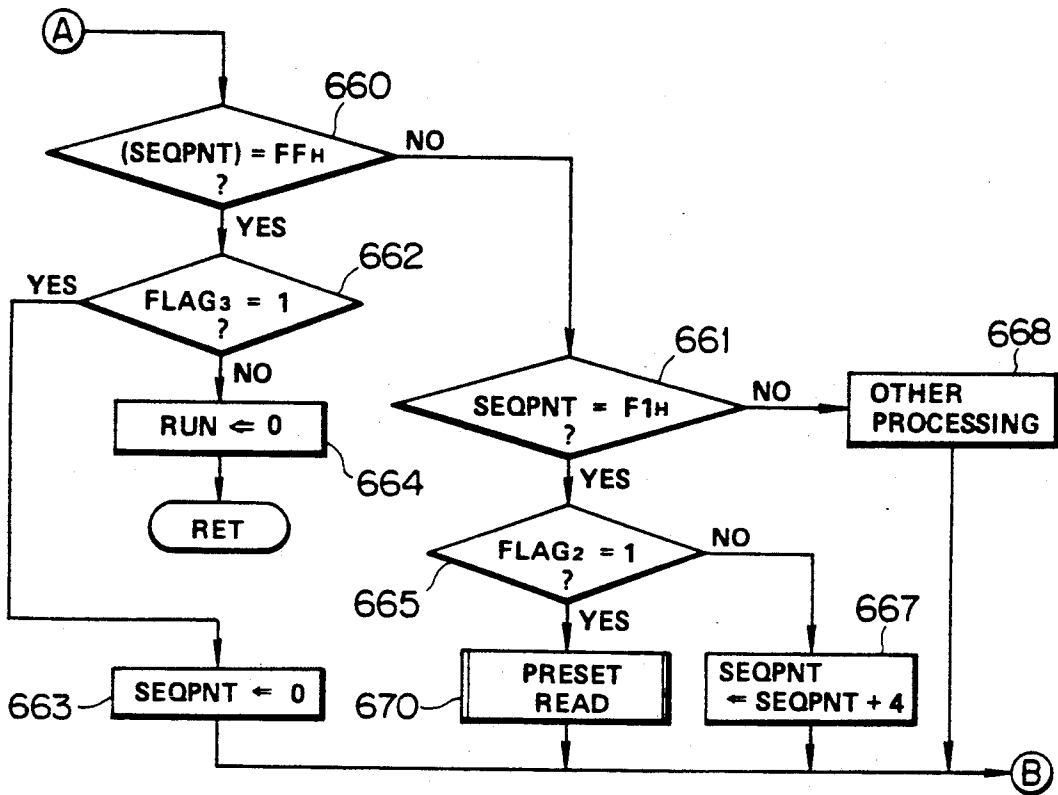 A
660
(SEQPNT) = FFH
?
NO
YES
662
YES
FLAG3 = 1
?
NO
661
SEQPNT = F1H
?
NO
668
OTHER
PROCESSING
RUN ⇐ 0
664
YES
RET
FLAG2 = 1
?
NO
665
YES
667
SEQPNT ⇐ 0
663
PRESET
READ
670
SEQPNT
⇐ SEQPNT + 4
B